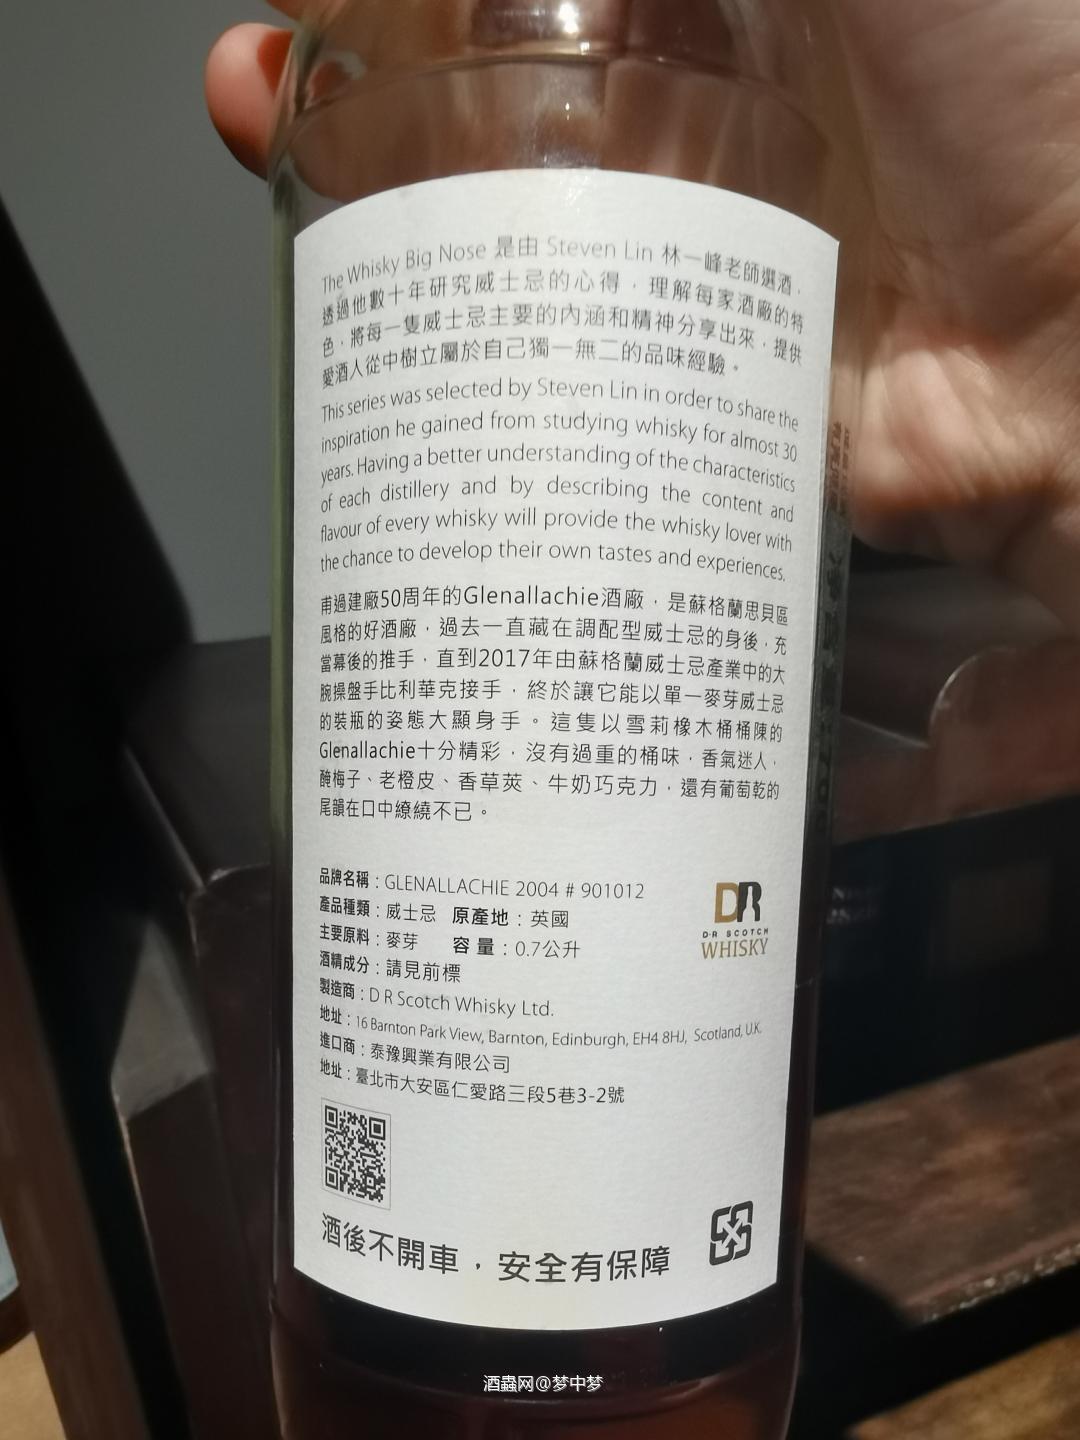 The Whisky Big Nose 是由 Steven Lin 林一峰老師選酒，
透過他數十年研究威士忌的心得，理解每家酒廠的特
色，將每一隻威士忌主要的內涵和精神分享出來，提供
愛酒人從中樹立屬於自己獨一無二的品味經驗。
This series was selected by Steven Lin in order to share the
inspiration he gained from studying whisky for almost 30
years. Having a better understanding of the characteristics
of each distillery and by describing the content and
flavour of every whisky will provide the whisky lover with
the chance to develop their own tastes and experiences.
甫過建廠50周年的Glenallachie酒廠，是蘇格蘭思貝區
風格的好酒廠，過去一直藏在調配型威士忌的身後，充
當幕後的推手，直到2017年由蘇格蘭威士忌產業中的大
腕操盤手比利華克接手，終於讓它能以單一麥芽威士忌
的裝瓶的姿態大顯身手。這隻以雪莉橡木桶桶陳的
Glenallachie十分精彩，沒有過重的桶味，香氣迷人，
醃梅子、老橙皮、香草莢、牛奶巧克力，還有葡萄乾的
尾韻在口中繚繞不已。
品牌名稱：GLENALLACHIE 2004 # 901012
產品種類：威士忌 原產地：英國
主要原料：麥芽 容量：0.7公升
酒精成分：請見前標
製造商：D R Scotch Whisky Ltd.
地址：16 Barnton Park View, Barnton, Edinburgh, EH4 8HJ, Scotland, U.K.
進口商：泰豫興業有限公司
地址：臺北市大安區仁愛路三段5巷3-2號
DR
D·R SCOTCH
WHISKY
酒後不開車，安全有保障
酒蟲网@梦中梦